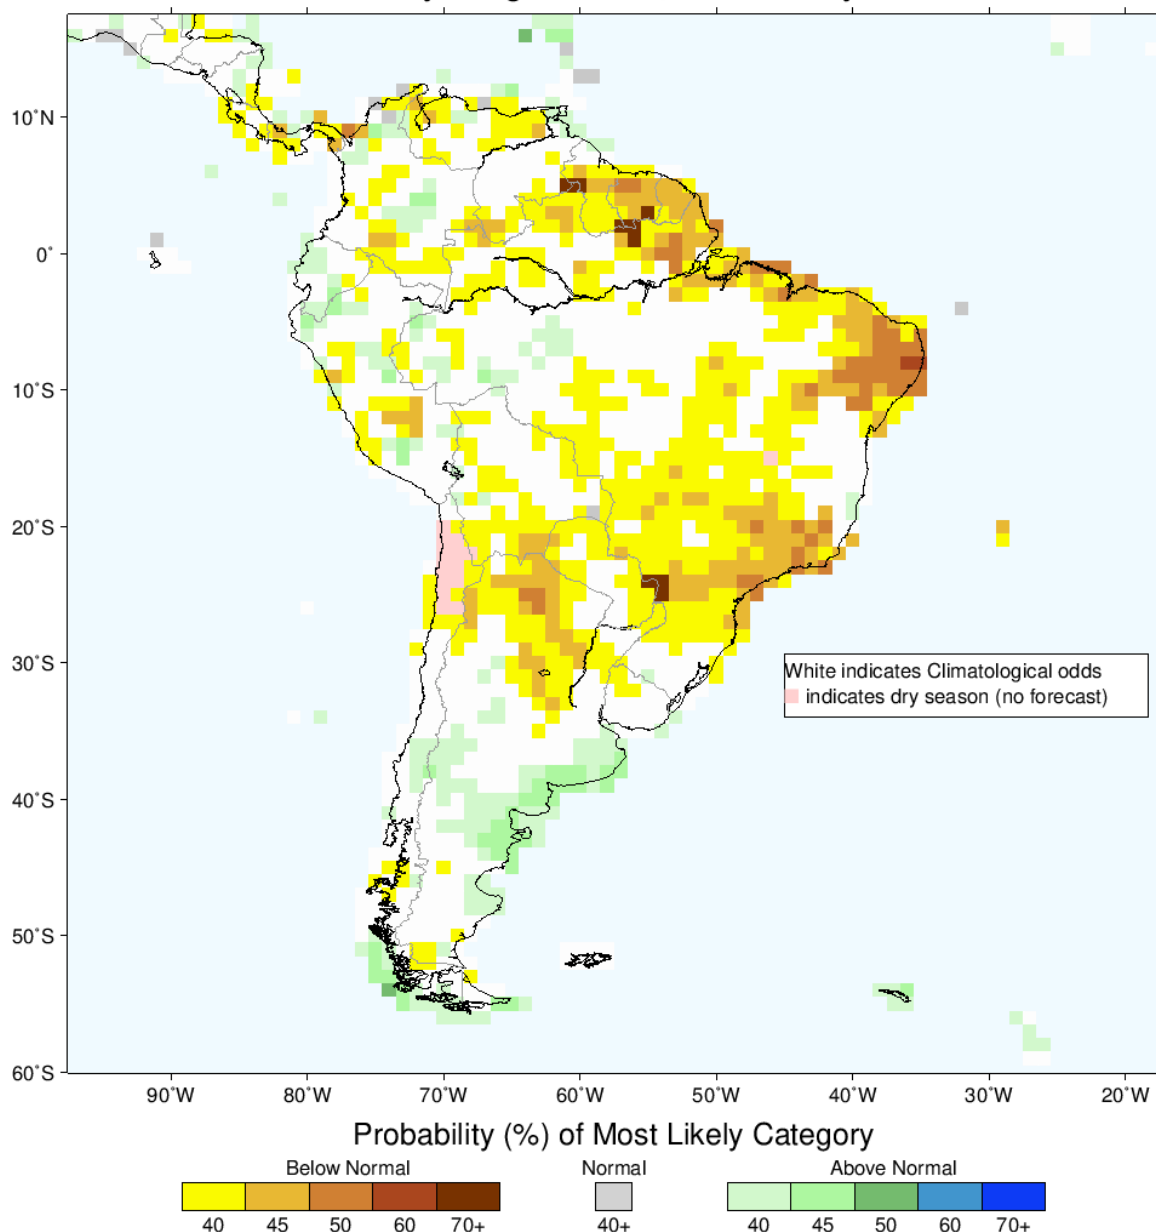 10°N
0°
10°S
20°S
30°S
40°S
50°S
60°S
White indicates Climatological odds
indicates dry season (no forecast)
90°W 80°W 70°W 60°W 50°W 40°W 30°W 20°W
Probability (%) of Most Likely Category
Below Normal Normal Above Normal
40 45 50 60 70+ 40+ 40 45 50 60 70+